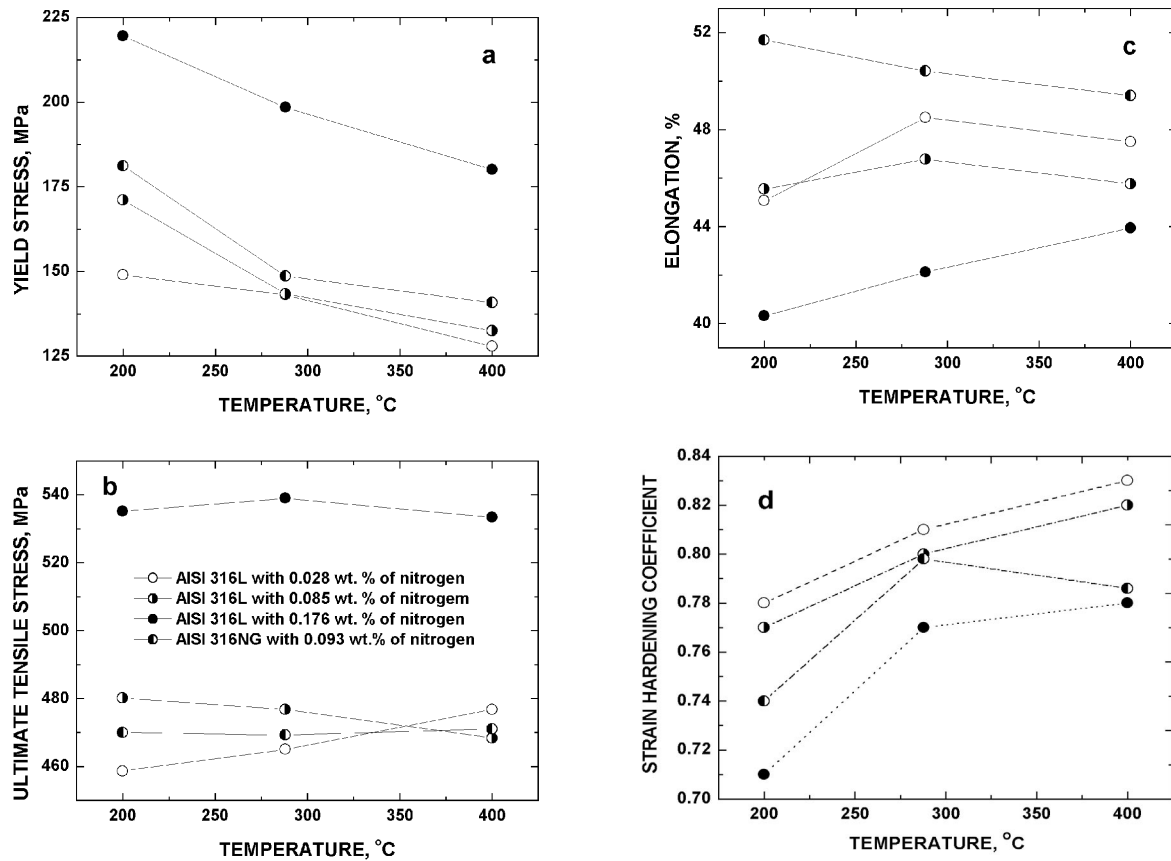 a
225
200
175
150
125
YIELD STRESS, MPa
200 250 300 350 400
TEMPERATURE, °C
c
52
48
44
40
ELONGATION, %
200 250 300 350 400
TEMPERATURE, °C
b
540
520
500
480
460
ULTIMATE TENSILE STRESS, MPa
AISI 316L with 0.028 wt. % of nitrogen
AISI 316L with 0.085 wt. % of nitrogem
AISI 316L with 0.176 wt. % of nitrogen
AISI 316NG with 0.093 wt.% of nitrogen
200 250 300 350 400
TEMPERATURE, °C
d
0.84
0.82
0.80
0.78
0.76
0.74
0.72
0.70
STRAIN HARDENING COEFFICIENT
200 250 300 350 400
TEMPERATURE, °C